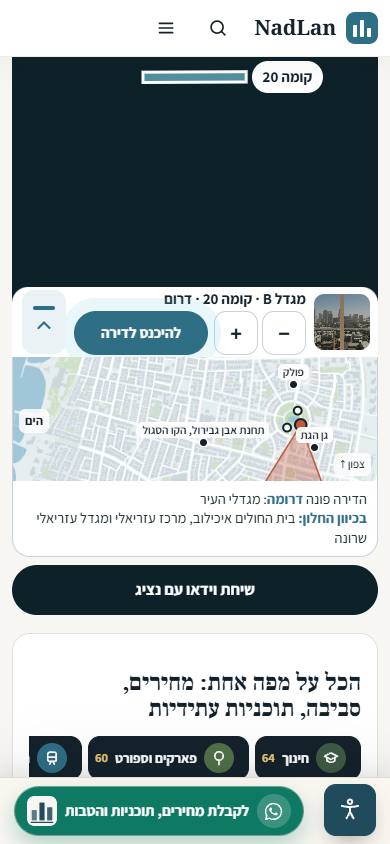 NadLan
קומה 20
מגדל B · קומה 20 · דרום
− + להיכנס לדירה
פולק
תחנת אבן גבירול, הקו הסגול
גן הגת
הים
צפון ↑
הדירה פונה דרומה: מגדלי העיר
בכיוון החלון: בית החולים איכילוב, מרכז עזריאלי ומגדל עזריאלי
שרונה
שיחת וידאו עם נציג
הכל על מפה אחת: מחירים,
סביבה, תוכניות עתידיות
חינוך 64
פארקים וספורט 60
לקבלת מחירים, תוכניות והטבות